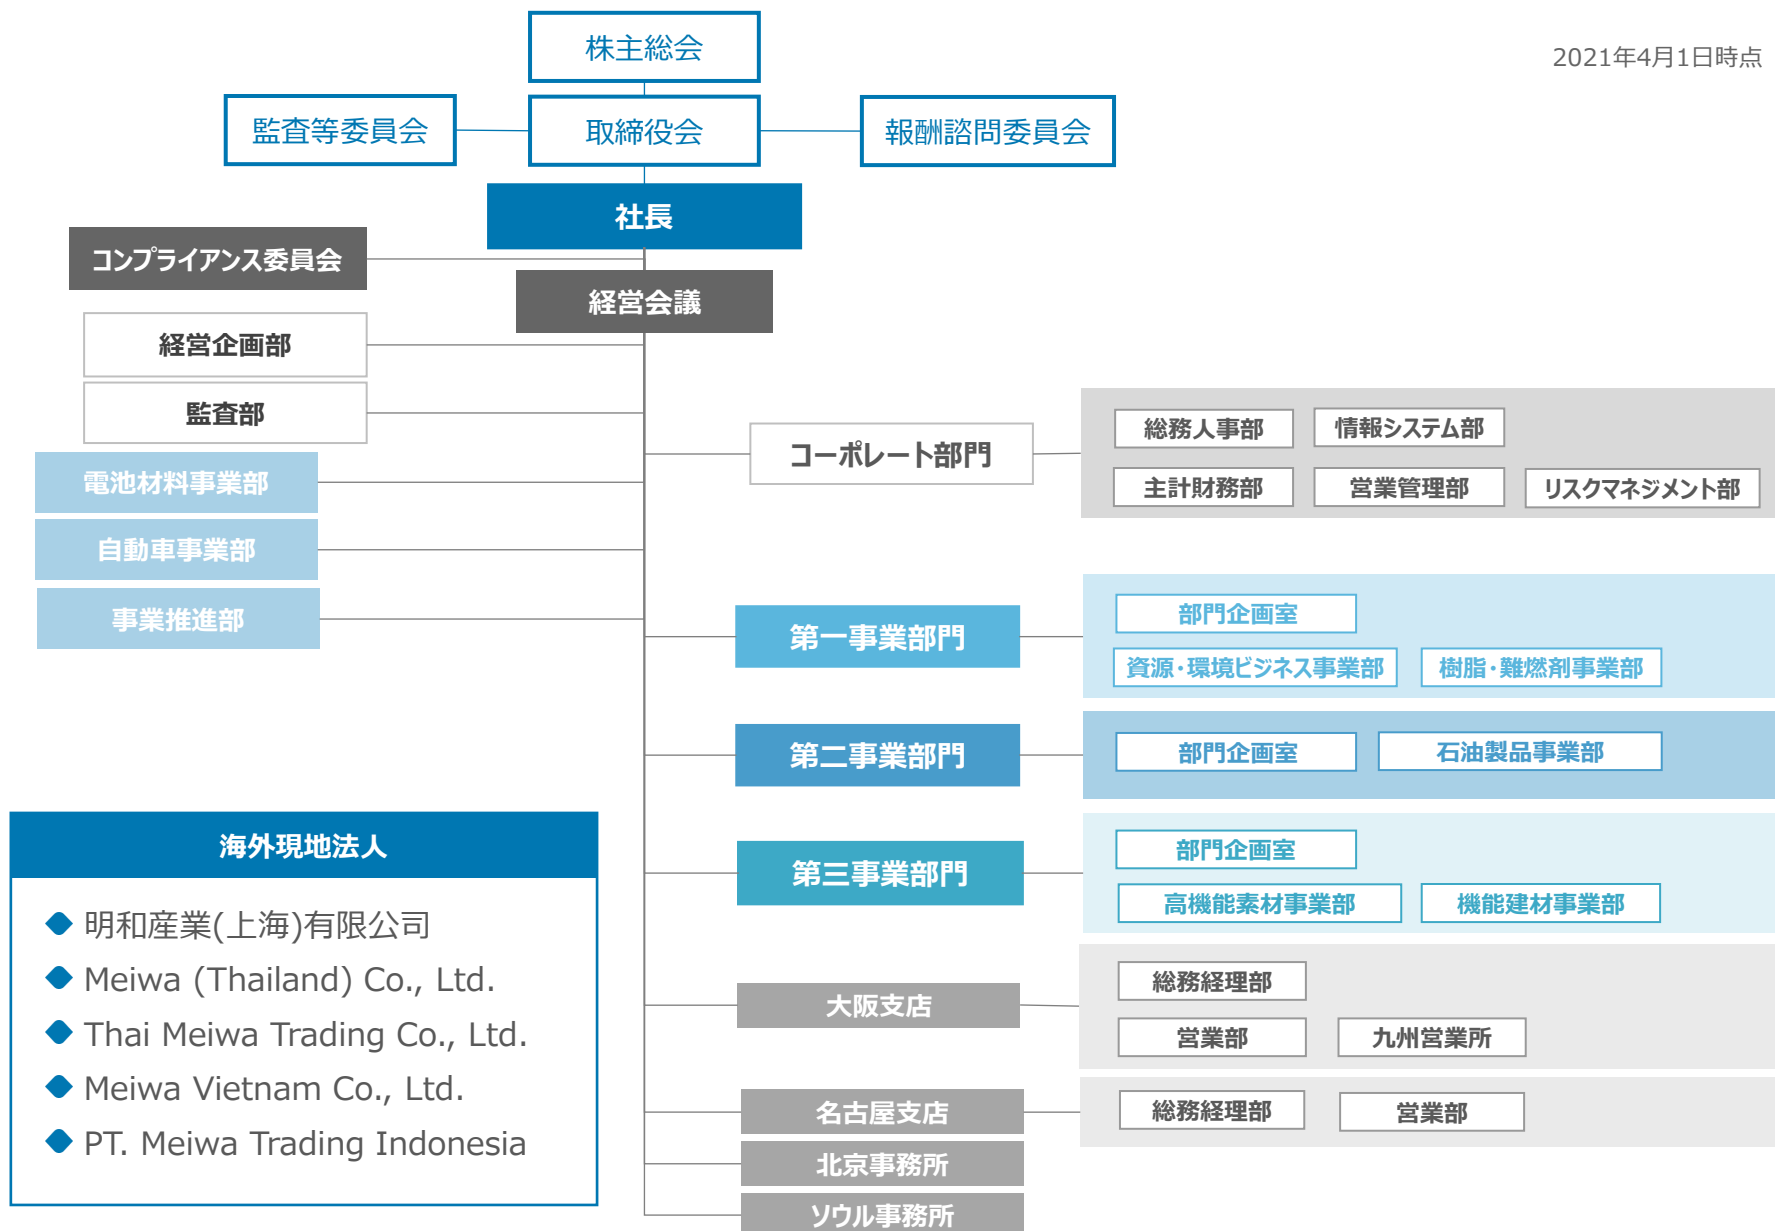 株主総会
2021年4月1日時点
監査等委員会
取締役会
報酬諮問委員会
社長
コンプライアンス委員会
経営会議
経営企画部
監査部
電池材料事業部
自動車事業部
事業推進部
コーポレート部門
総務人事部
情報システム部
主計財務部
営業管理部
リスクマネジメント部
第一事業部門
部門企画室
資源・環境ビジネス事業部
樹脂・難燃剤事業部
第二事業部門
部門企画室
石油製品事業部
第三事業部門
部門企画室
高機能素材事業部
機能建材事業部
大阪支店
総務経理部
営業部
九州営業所
名古屋支店
総務経理部
営業部
北京事務所
ソウル事務所
海外現地法人
明和産業(上海)有限公司
Meiwa (Thailand) Co., Ltd.
Thai Meiwa Trading Co., Ltd.
Meiwa Vietnam Co., Ltd.
PT. Meiwa Trading Indonesia